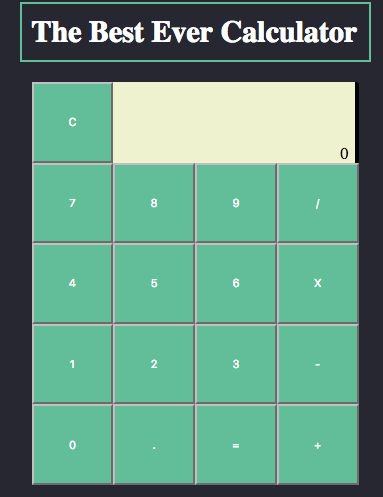 The Best Ever Calculator
C
0
7 8 9 /
4 5 6 X
1 2 3 -
0 . = +